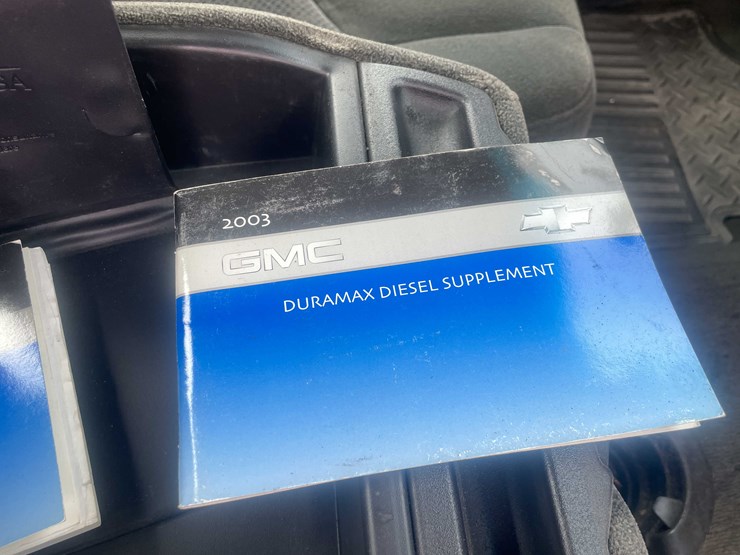 2003
GMC
DURAMAX DIESEL SUPPLEMENT